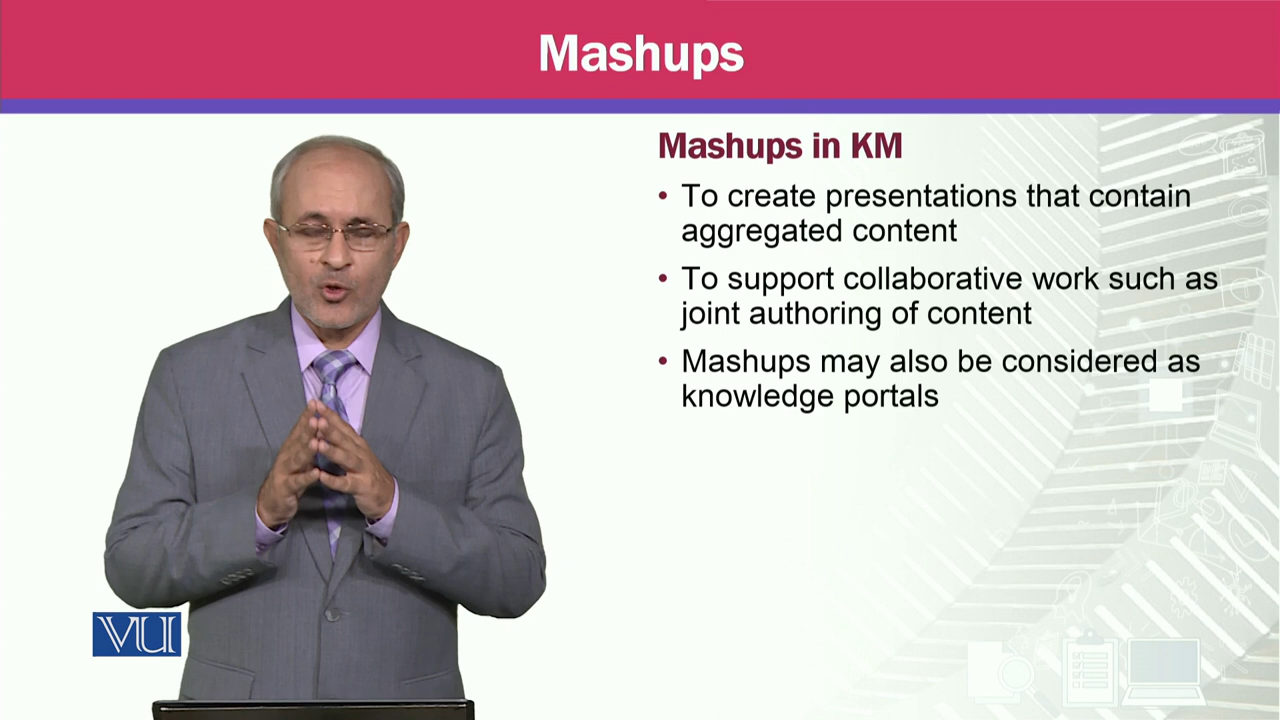 Mashups
Mashups in KM
• To create presentations that contain
aggregated content
• To support collaborative work such as
joint authoring of content
• Mashups may also be considered as
knowledge portals
VU